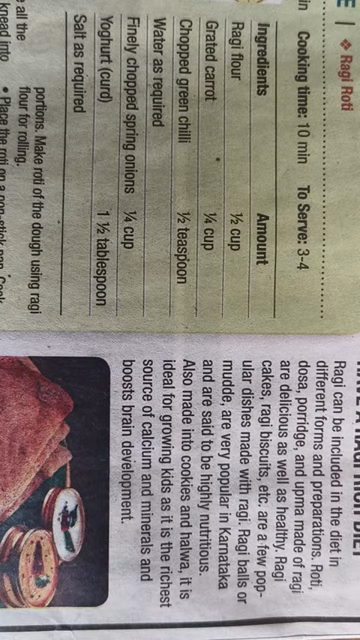 ❖ Ragi Roti
Cooking time: 10 min To Serve: 3-4
Ingredients Amount
Ragi flour ½ cup
Grated carrot ¼ cup
Chopped green chilli ½ teaspoon
Water as required
Finely chopped spring onions ¼ cup
Yoghurt (curd) 1 ½ tablespoon
Salt as required
all the
knead into
portions. Make roti of the dough using ragi
flour for rolling.
• Place the roti on a non-stick pan. Cook
Ragi can be included in the diet in
different forms and preparations. Roti,
dosa, porridge, and upma made of ragi
are delicious as well as healthy. Ragi
cakes, ragi biscuits, etc. are a few pop-
ular dishes made with ragi. Ragi balls or
mudde, are very popular in Karnataka
and are said to be highly nutritious.
Also made into cookies and halwa, it is
ideal for growing kids as it is the richest
source of calcium and minerals and
boosts brain development.